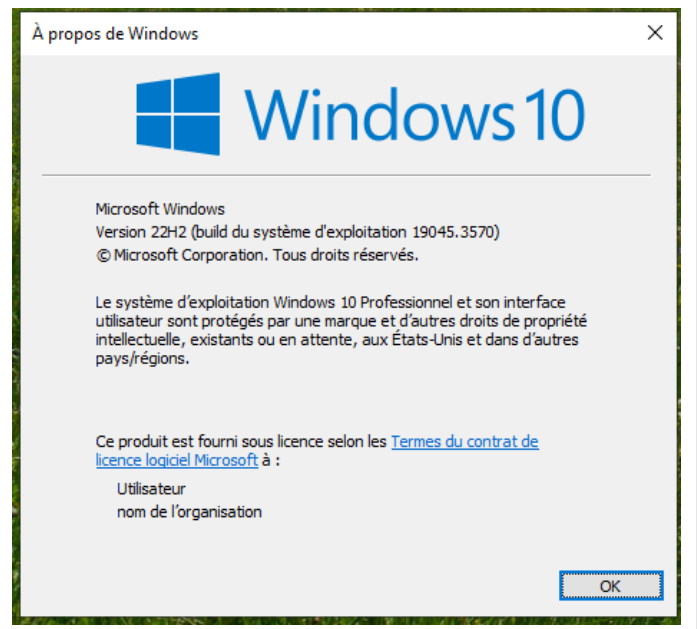 À propos de Windows
Windows 10
Microsoft Windows
Version 22H2 (build du système d'exploitation 19045.3570)
© Microsoft Corporation. Tous droits réservés.
Le système d’exploitation Windows 10 Professionnel et son interface
utilisateur sont protégés par une marque et d’autres droits de propriété
intellectuelle, existants ou en attente, aux États-Unis et dans d’autres
pays/régions.
Ce produit est fourni sous licence selon les Termes du contrat de
licence logiciel Microsoft à :
Utilisateur
nom de l’organisation
OK